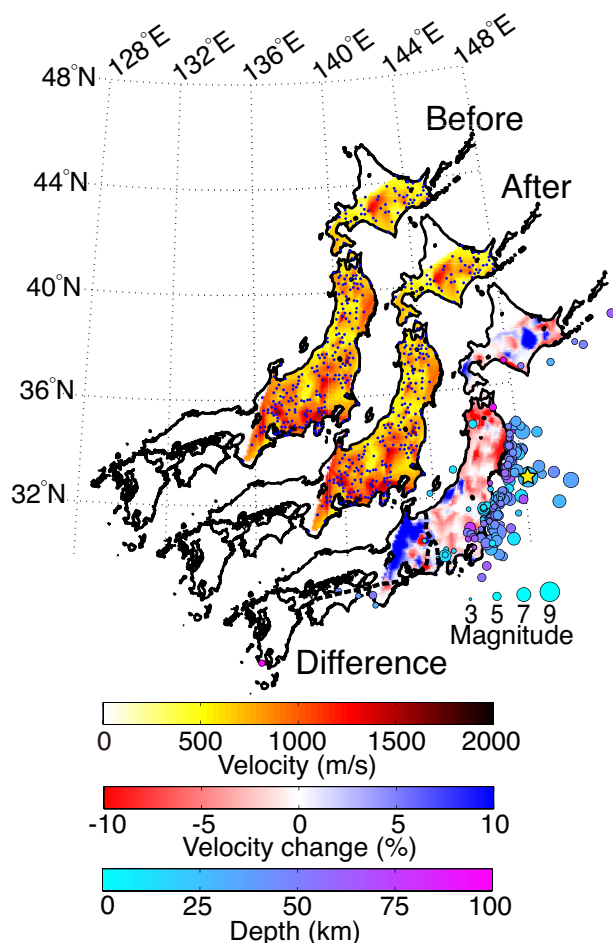 128°E 132°E 136°E 140°E 144°E 148°E
48°N
Before
44°N
After
40°N
36°N
32°N
3 5 7 9
Magnitude
Difference
0 500 1000 1500 2000
Velocity (m/s)
-10 -5 0 5 10
Velocity change (%)
0 25 50 75 100
Depth (km)